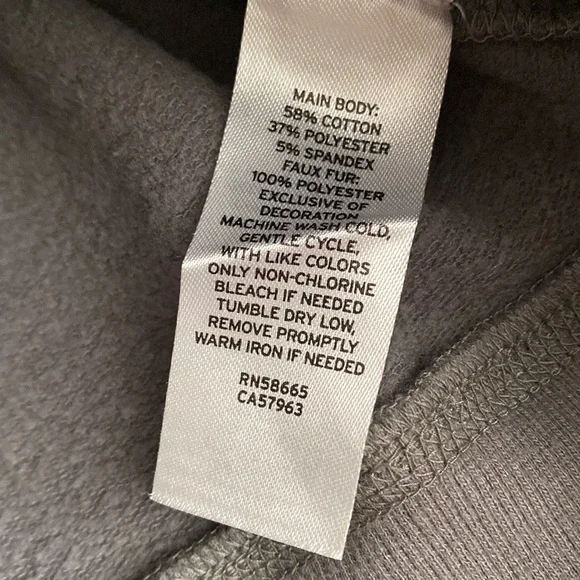 MAIN BODY:
58% COTTON
37% POLYESTER
5% SPANDEX
FAUX FUR:
100% POLYESTER
EXCLUSIVE OF
DECORATION
MACHINE WASH COLD,
GENTLE CYCLE,
WITH LIKE COLORS
ONLY NON-CHLORINE
BLEACH IF NEEDED
TUMBLE DRY LOW,
REMOVE PROMPTLY
WARM IRON IF NEEDED
RN58665
CA57963